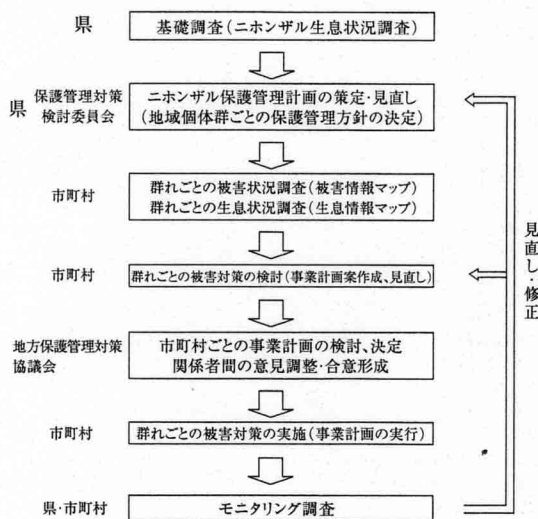 県
基礎調査(ニホンザル生息状況調査)
県
保護管理対策
検討委員会
ニホンザル保護管理計画の策定・見直し
(地域個体群ごとの保護管理方針の決定)
市町村
群れごとの被害状況調査(被害情報マップ)
群れごとの生息状況調査(生息情報マップ)
市町村
群れごとの被害対策の検討(事業計画案作成、見直し)
見直し・修正
地方保護管理対策
協議会
市町村ごとの事業計画の検討、決定
関係者間の意見調整・合意形成
市町村
群れごとの被害対策の実施(事業計画の実行)
県・市町村
モニタリング調査